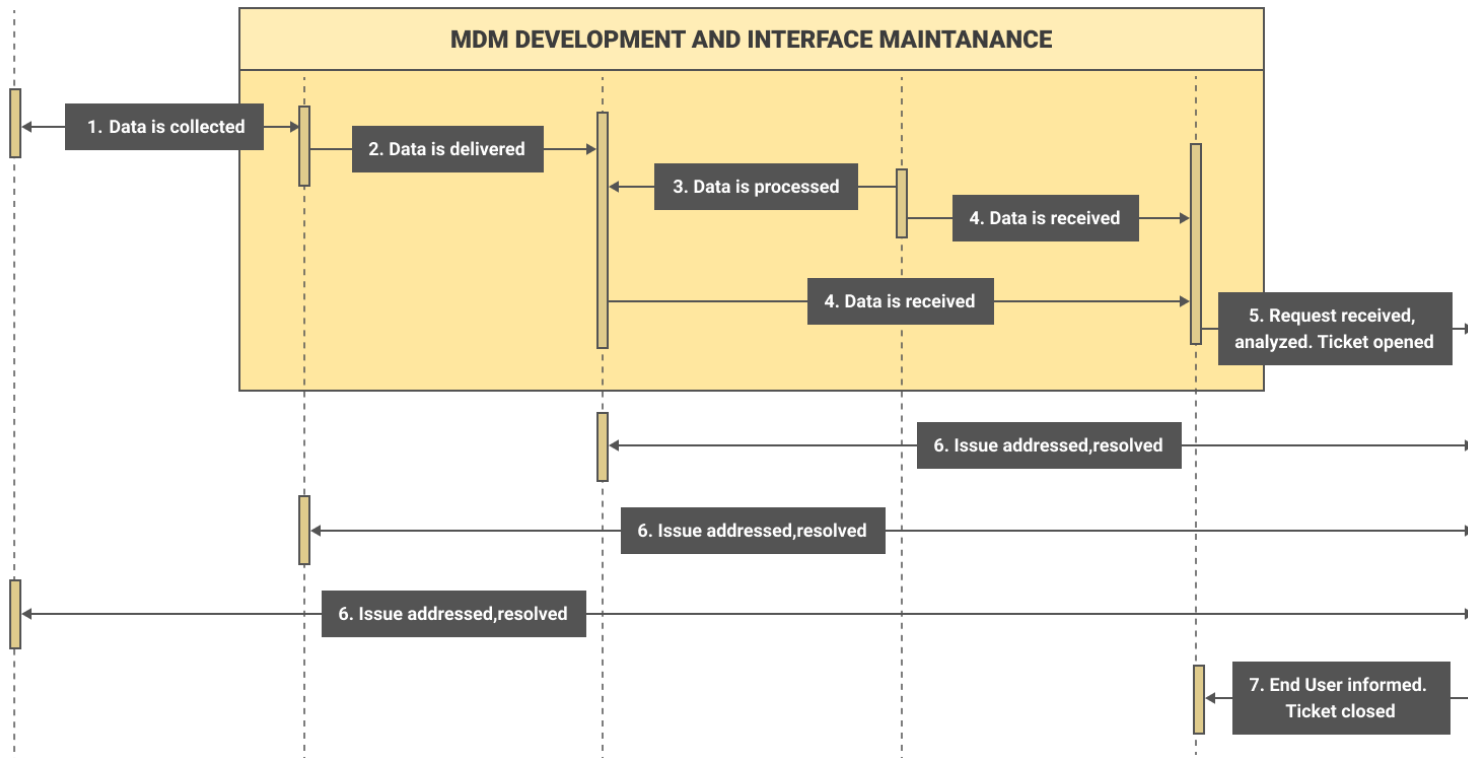 MDM DEVELOPMENT AND INTERFACE MAINTANANCE
1. Data is collected
2. Data is delivered
3. Data is processed
4. Data is received
4. Data is received
5. Request received,
analyzed. Ticket opened
6. Issue addressed,resolved
6. Issue addressed,resolved
6. Issue addressed,resolved
7. End User informed.
Ticket closed